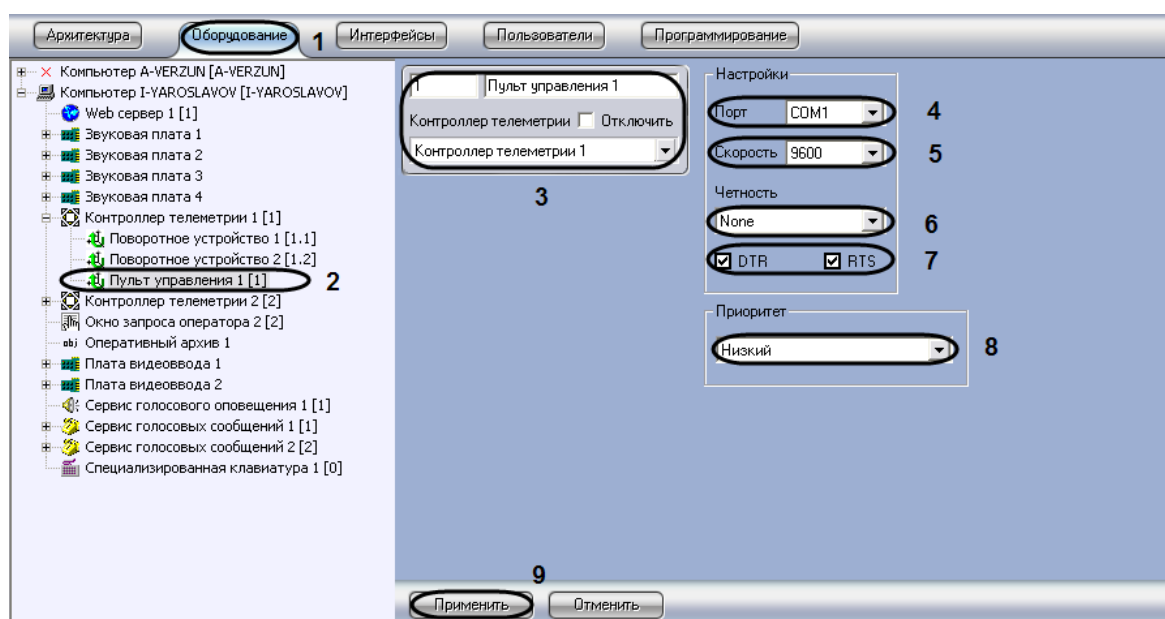 Архитектура Оборудование 1 Интерфейсы Пользователи Программирование
Компьютер A-VERZUN [A-VERZUN]
Компьютер I-YAROSLAVOV [I-YAROSLAVOV]
Web сервер 1 [1]
Звуковая плата 1
Звуковая плата 2
Звуковая плата 3
Звуковая плата 4
Контроллер телеметрии 1 [1]
Поворотное устройство 1 [1.1]
Поворотное устройство 2 [1.2]
Пульт управления 1 [1] 2
Контроллер телеметрии 2 [2]
Окно запроса оператора 2 [2]
obj Оперативный архив 1
Плата видеоввода 1
Плата видеоввода 2
Сервис голосового оповещения 1 [1]
Сервис голосовых сообщений 1 [1]
Сервис голосовых сообщений 2 [2]
Специализированная клавиатура 1 [0]
1 Пульт управления 1
Контроллер телеметрии Отключить
Контроллер телеметрии 1
3
Настройки
Порт COM1 4
Скорость 9600 5
Четность
None 6
DTR RTS 7
Приоритет
Низкий 8
9
Применить Отменить